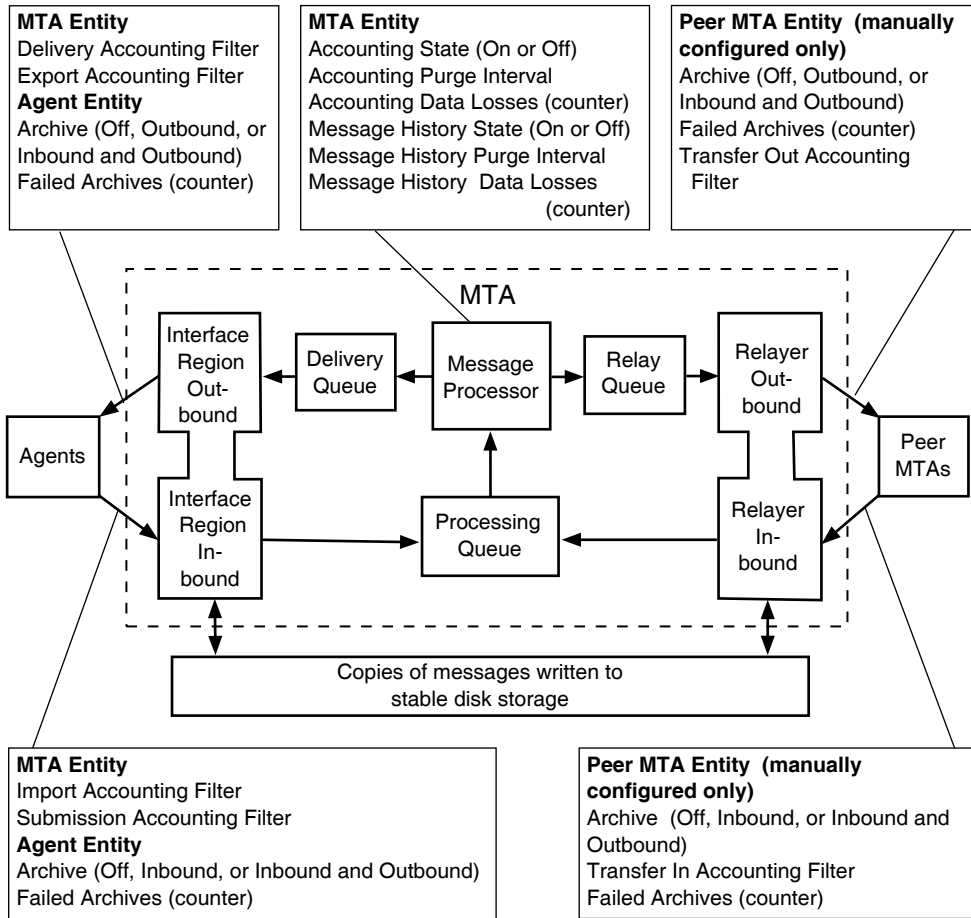 MTA Entity
Delivery Accounting Filter
Export Accounting Filter
Agent Entity
Archive (Off, Outbound, or
Inbound and Outbound)
Failed Archives (counter)
MTA Entity
Accounting State (On or Off)
Accounting Purge Interval
Accounting Data Losses (counter)
Message History State (On or Off)
Message History Purge Interval
Message History Data Losses
(counter)
Peer MTA Entity (manually
configured only)
Archive (Off, Outbound, or
Inbound and Outbound)
Failed Archives (counter)
Transfer Out Accounting
Filter
MTA
Interface
Region
Out-
bound
Delivery
Queue
Message
Processor
Relay
Queue
Relayer
Out-
bound
Agents
Peer
MTAs
Interface
Region
In-
bound
Processing
Queue
Relayer
In-
bound
Copies of messages written to
stable disk storage
MTA Entity
Import Accounting Filter
Submission Accounting Filter
Agent Entity
Archive (Off, Inbound, or Inbound and Outbound)
Failed Archives (counter)
Peer MTA Entity (manually
configured only)
Archive (Off, Inbound, or Inbound and
Outbound)
Transfer In Accounting Filter
Failed Archives (counter)